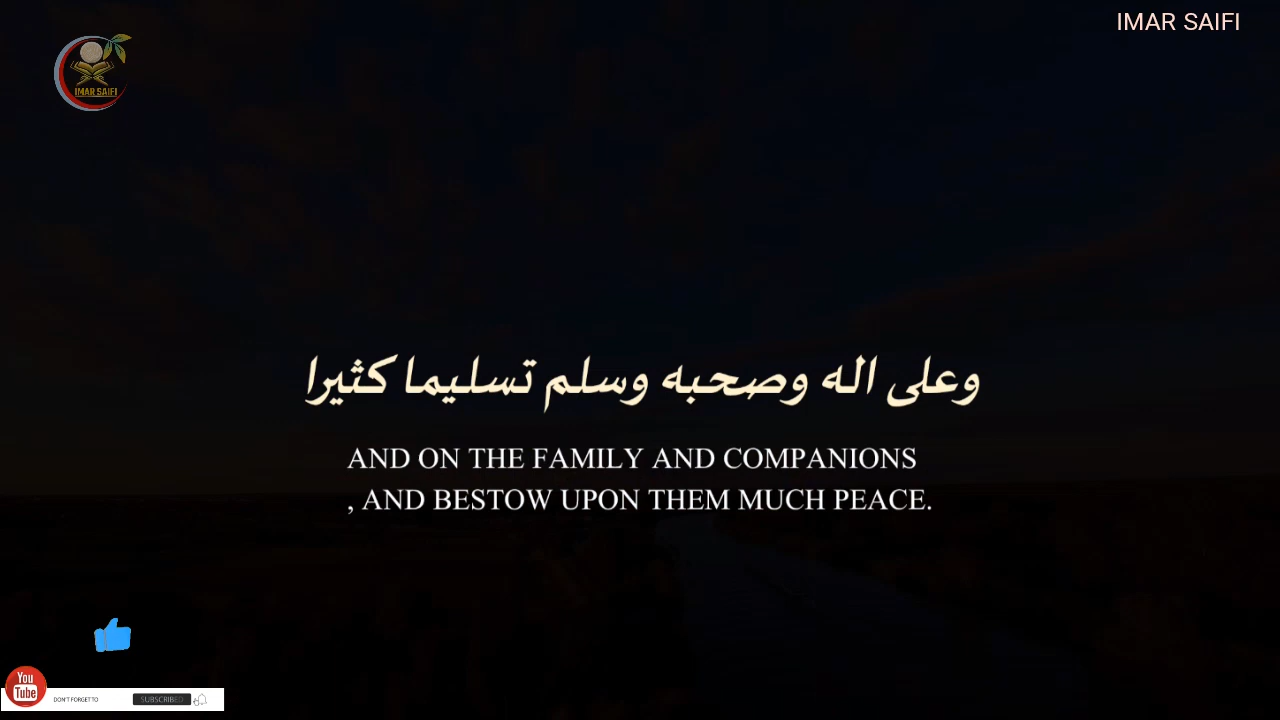 IMAR SAIFI
IMAR SAIFI
وعلى اله وصحبه وسلم تسليما كثيرا
AND ON THE FAMILY AND COMPANIONS
, AND BESTOW UPON THEM MUCH PEACE.
You
Tube
DON'T FORGET TO
SUBSCRIBED